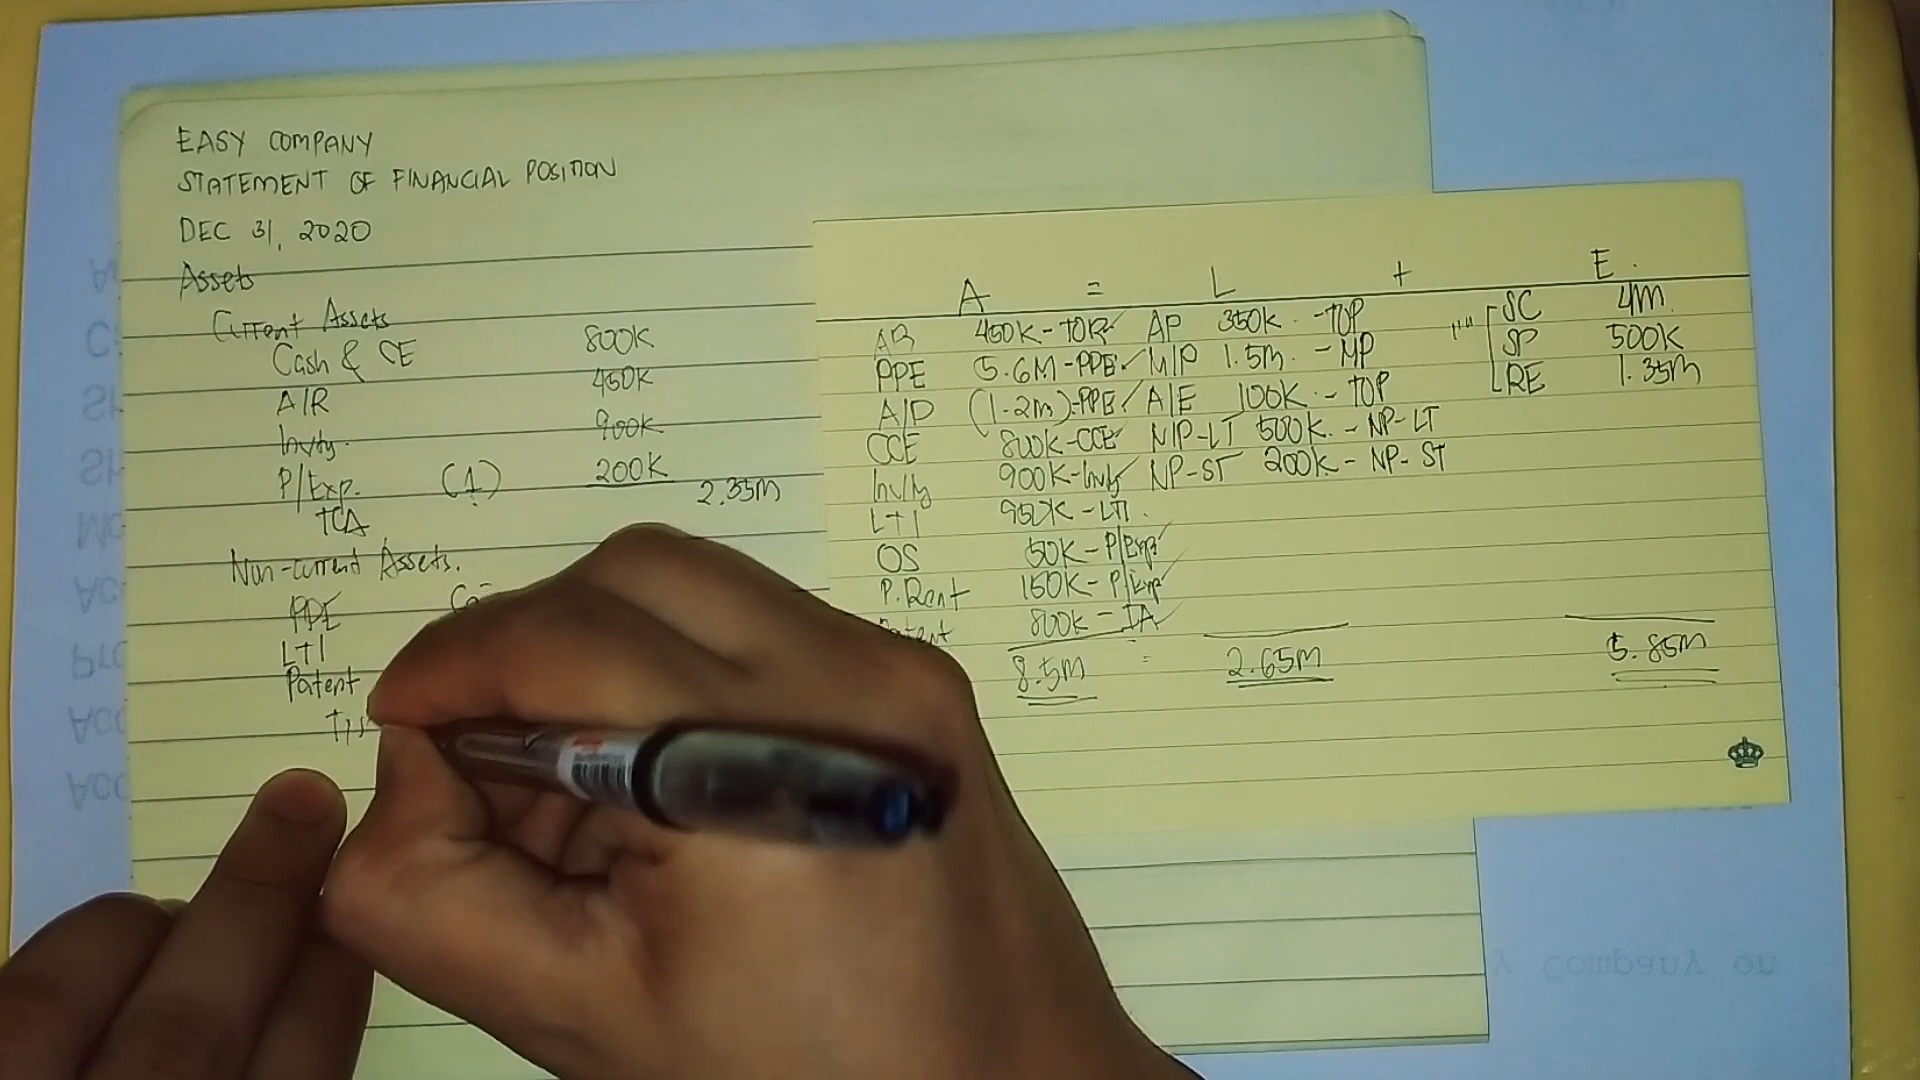 EASY COMPANY
STATEMENT OF FINANCIAL POSITION
DEC 31, 2020
Assets
Current Assets
Cash & CE 800K
A/R 450K
Invty. 900K
P/Exp. (1) 200K
TCA 2.35M
Non-current Assets.
PPE
LTI
Patent
A = L + E.
AR 450K - TOR AP 350K. - TOP SC 4M
PPE 5.6M - PPE M/P 1.5M. - MP SP 500K
A/D (1.2M) - PPE A/E 100K. - TOP RE 1.35M
CCE 800K - CCE N/P-LT 500K. - NP-LT
Invty 900K - Invty NP-ST 200K - NP-ST
LTI 950K - LTI.
OS 50K - P/Exp
P. Rent 150K - P/Exp
800K - IA
8.5M = 2.65M 5.85M
Company on